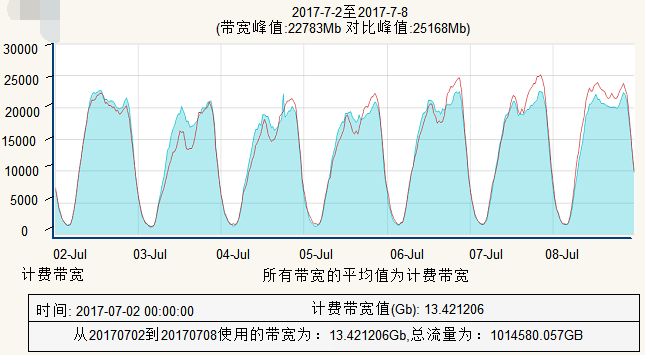 2017-7-2至2017-7-8
(带宽峰值:22783Mb 对比峰值:25168Mb)
30000
25000
20000
15000
10000
5000
0
02-Jul 03-Jul 04-Jul 05-Jul 06-Jul 07-Jul 08-Jul
计费带宽 所有带宽的平均值为计费带宽
时间: 2017-07-02 00:00:00 计费带宽值(Gb): 13.421206
从20170702到20170708使用的带宽为：13.421206Gb,总流量为：1014580.057GB